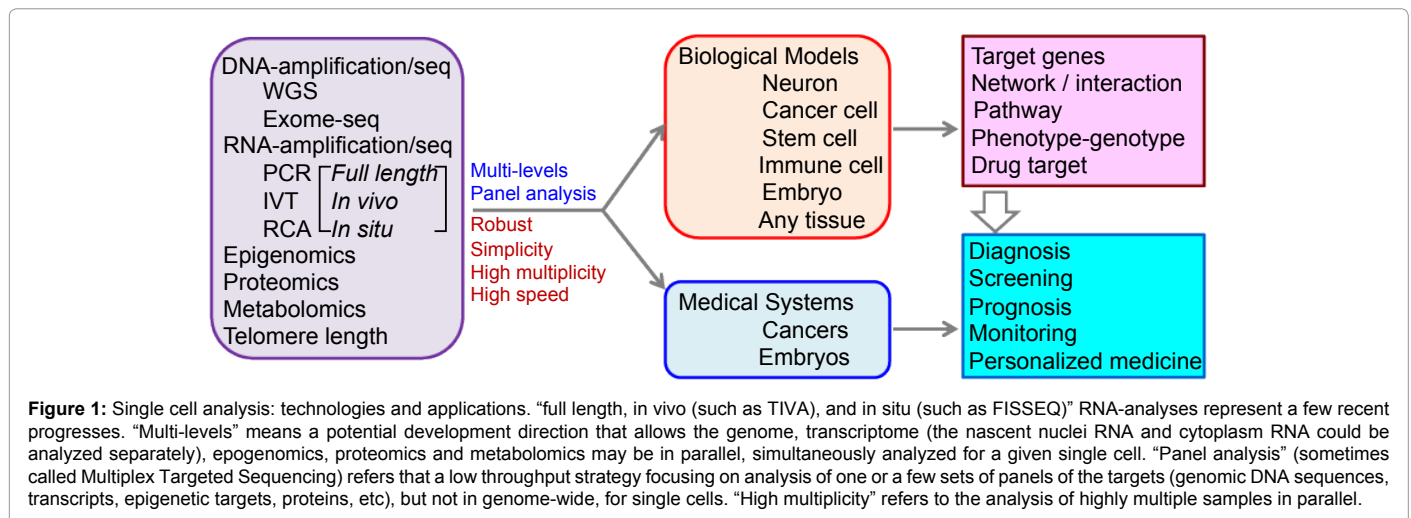 DNA-amplification/seq
WGS
Exome-seq
RNA-amplification/seq
PCR Full length
IVT In vivo
RCA In situ
Epigenomics
Proteomics
Metabolomics
Telomere length
Multi-levels
Panel analysis
Robust
Simplicity
High multiplicity
High speed
Biological Models
Neuron
Cancer cell
Stem cell
Immune cell
Embryo
Any tissue
Medical Systems
Cancers
Embryos
Target genes
Network / interaction
Pathway
Phenotype-genotype
Drug target
Diagnosis
Screening
Prognosis
Monitoring
Personalized medicine
Figure 1: Single cell analysis: technologies and applications. “full length, in vivo (such as TIVA), and in situ (such as FISSEQ)” RNA-analyses represent a few recent
progresses. “Multi-levels” means a potential development direction that allows the genome, transcriptome (the nascent nuclei RNA and cytoplasm RNA could be
analyzed separately), epogenomics, proteomics and metabolomics may be in parallel, simultaneously analyzed for a given single cell. “Panel analysis” (sometimes
called Multiplex Targeted Sequencing) refers that a low throughput strategy focusing on analysis of one or a few sets of panels of the targets (genomic DNA sequences,
transcripts, epigenetic targets, proteins, etc), but not in genome-wide, for single cells. “High multiplicity” refers to the analysis of highly multiple samples in parallel.